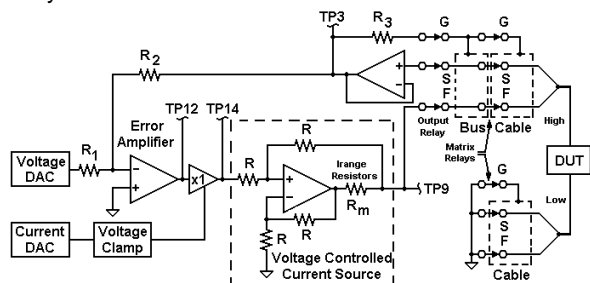 TP3
R3
G
G
R2
TP12
TP14
Error
Amplifier
S
S
F
F
Output
Relay
Bus
Cable
High
R1
Voltage
DAC
x1
R
R
Irange
Resistors
Rm
TP9
Matrix
Relays
G
DUT
Low
Current
DAC
Voltage
Clamp
R
R
Voltage Controlled
Current Source
S
F
Cable